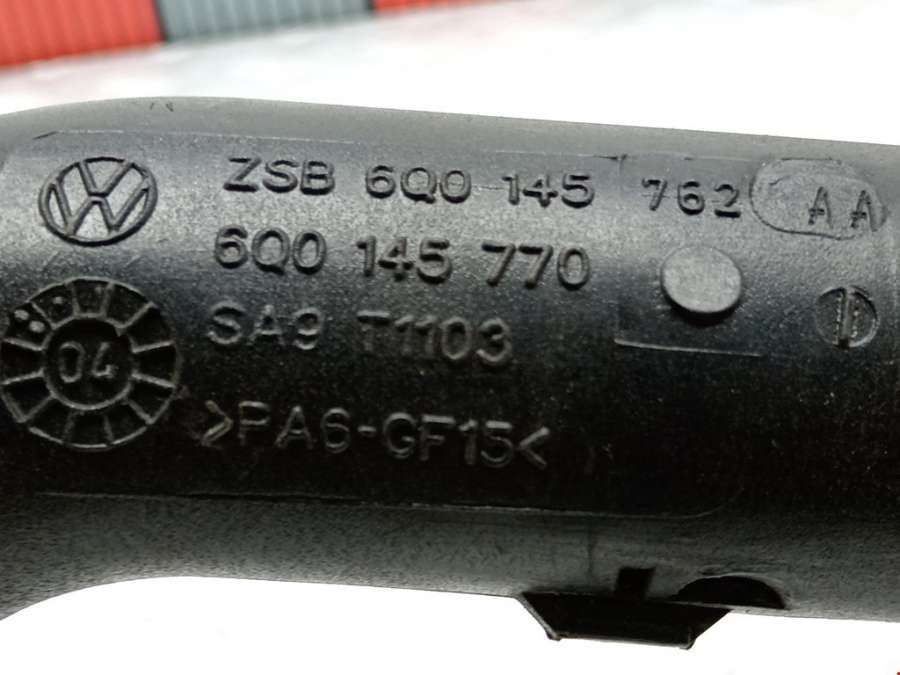 ZSB 6Q0 145 762 AA
6Q0 145 770
SA9 T1103
04
>PA6-GF15<